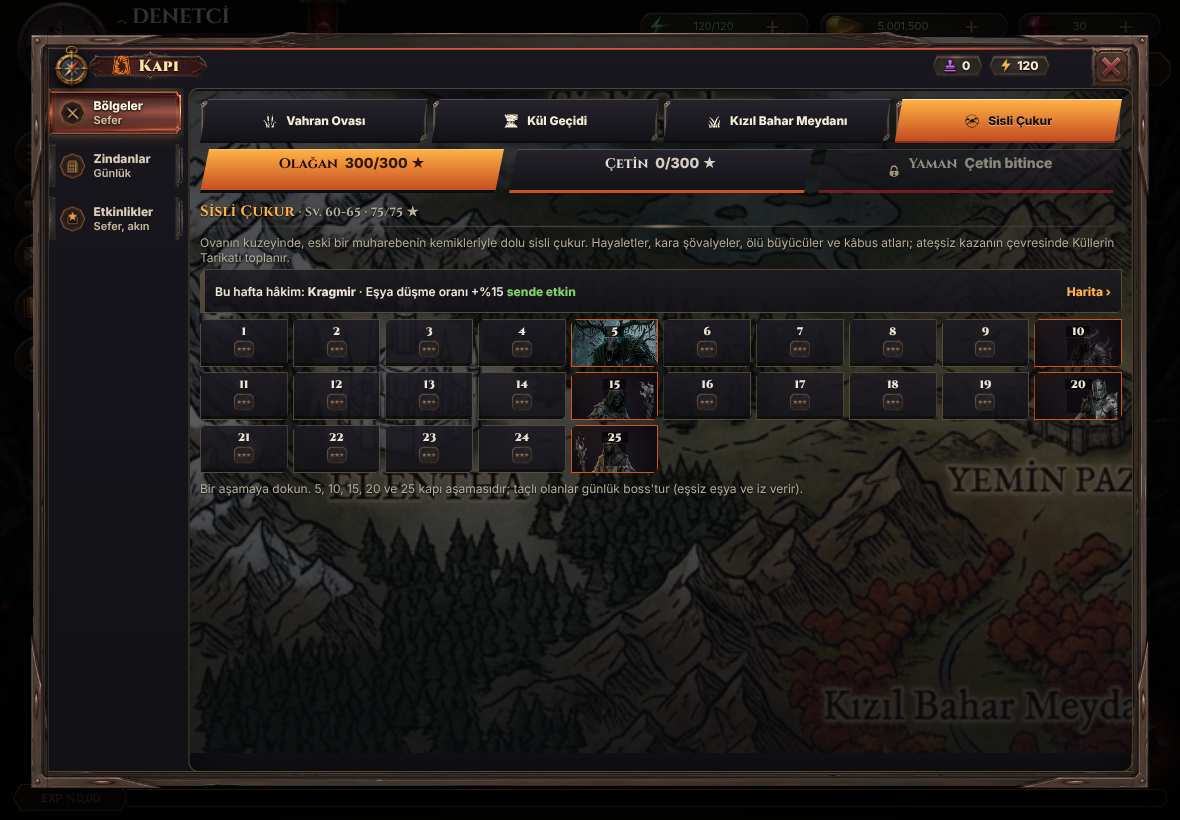 DENETCİ
120/120
5.001.500
30
Kapı
0
120
Bölgeler
Sefer
Zindanlar
Günlük
Etkinlikler
Sefer, akın
Vahran Ovası
Kül Geçidi
Kızıl Bahar Meydanı
Sisli Çukur
Olağan 300/300 ★
Çetin 0/300 ★
Yaman Çetin bitince
Sisli Çukur · Sv. 60-65 · 75/75 ★
Ovanın kuzeyinde, eski bir muharebenin kemikleriyle dolu sisli çukur. Hayaletler, kara şövalyeler, ölü büyücüler ve kâbus atları; ateşsiz kazanın çevresinde Küllerin
Tarikatı toplanır.
Bu hafta hâkim: Kragmir · Eşya düşme oranı +%15 sende etkin
Harita ›
1 2 3 4 5 6 7 8 9 10
11 12 13 14 15 16 17 18 19 20
21 22 23 24 25
Bir aşamaya dokun. 5, 10, 15, 20 ve 25 kapı aşamasıdır; taçlı olanlar günlük boss'tur (eşsiz eşya ve iz verir).
YEMİN PAZ
Kızıl Bahar Meyda
EXP %0,00